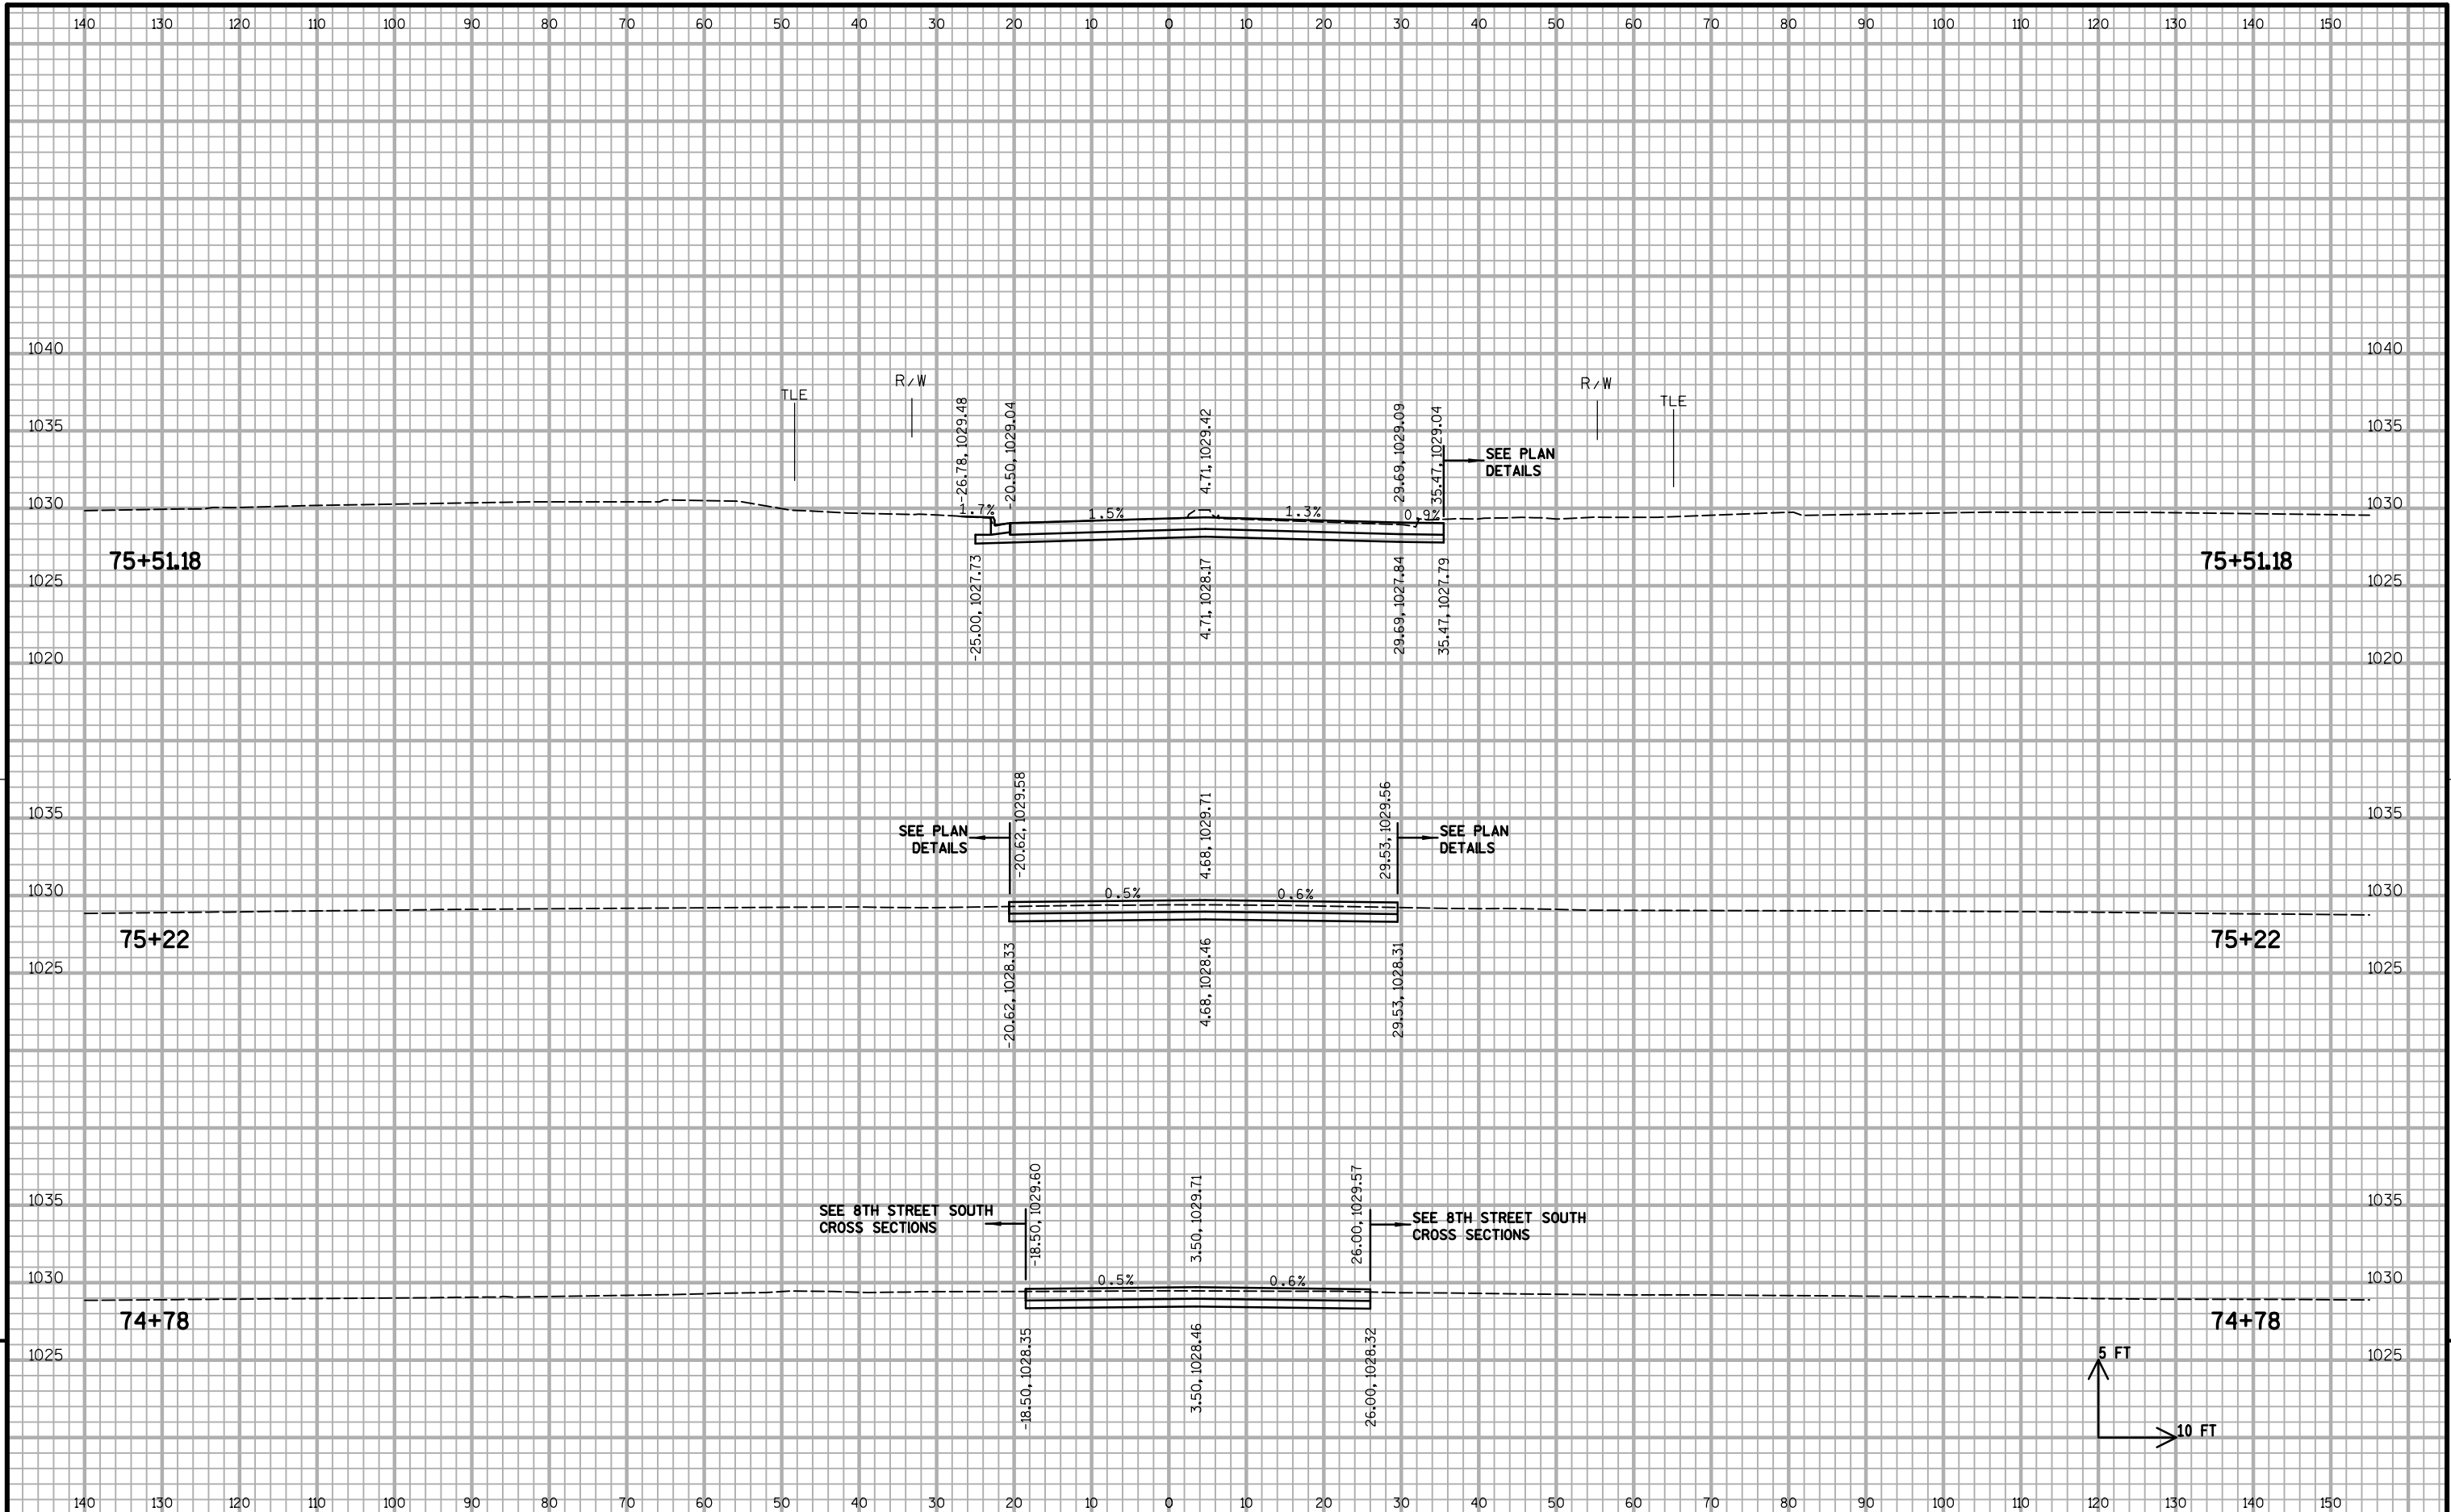 140 130 120 110 100 90 80 70 60 50 40 30 20 10 0 10 20 30 40 50 60 70 80 90 100 110 120 130 140 150
1040 1040
TLE
R/W
R/W
TLE
1035 1035
-26.78, 1029.48
-20.50, 1029.04
4.71, 1029.42
29.69, 1029.09
35.47, 1029.04
SEE PLAN
DETAILS
1030 1030
1.7% 1.5% 1.3% 0.9%
75+51.18 75+51.18
1025 1025
-25.00, 1027.73
4.71, 1028.17
29.69, 1027.84
35.47, 1027.79
1020 1020
1035 1035
SEE PLAN
DETAILS
-20.62, 1029.58
4.68, 1029.71
29.53, 1029.56
SEE PLAN
DETAILS
1030 1030
0.5% 0.6%
75+22 75+22
1025 1025
-20.62, 1028.33
4.68, 1028.46
29.53, 1028.31
1035 1035
SEE 8TH STREET SOUTH
CROSS SECTIONS
-18.50, 1029.60
3.50, 1029.71
26.00, 1029.57
SEE 8TH STREET SOUTH
CROSS SECTIONS
1030 1030
0.5% 0.6%
74+78 74+78
1025 1025
-18.50, 1028.35
3.50, 1028.46
26.00, 1028.32
5 FT
10 FT
140 130 120 110 100 90 80 70 60 50 40 30 20 10 0 10 20 30 40 50 60 70 80 90 100 110 120 130 140 150